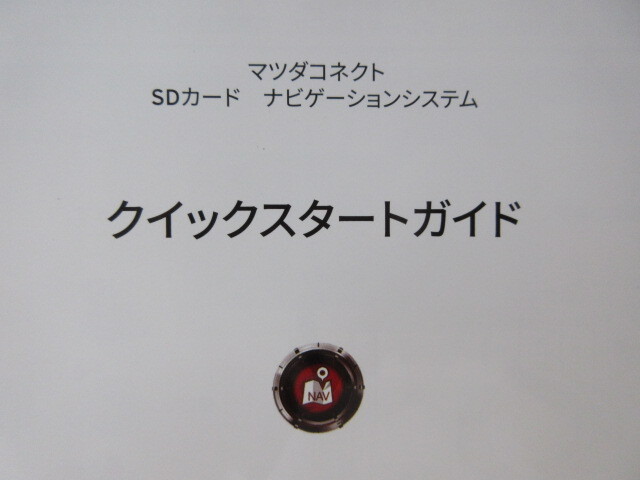 マツダコネクト
SDカード　ナビゲーションシステム
クイックスタートガイド
NAV